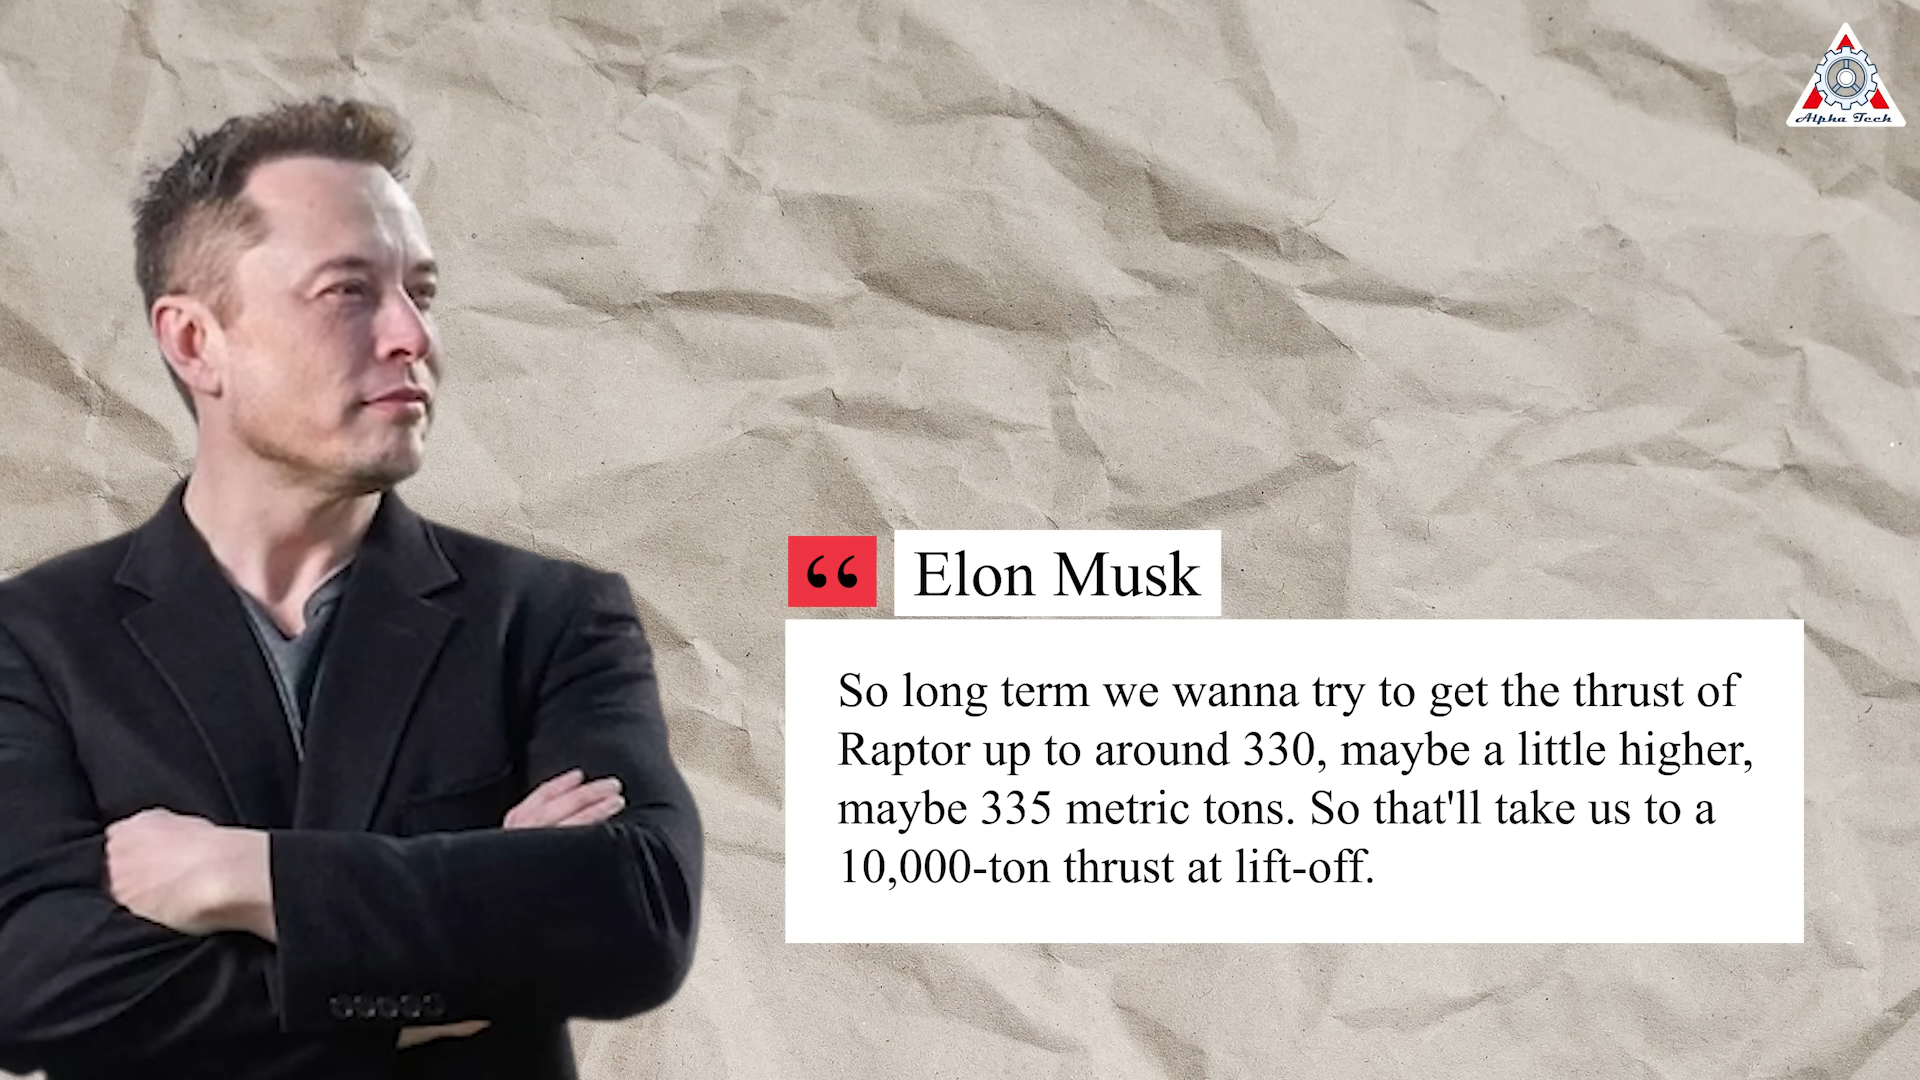 Alpha Tech
“ Elon Musk
So long term we wanna try to get the thrust of
Raptor up to around 330, maybe a little higher,
maybe 335 metric tons. So that'll take us to a
10,000-ton thrust at lift-off.